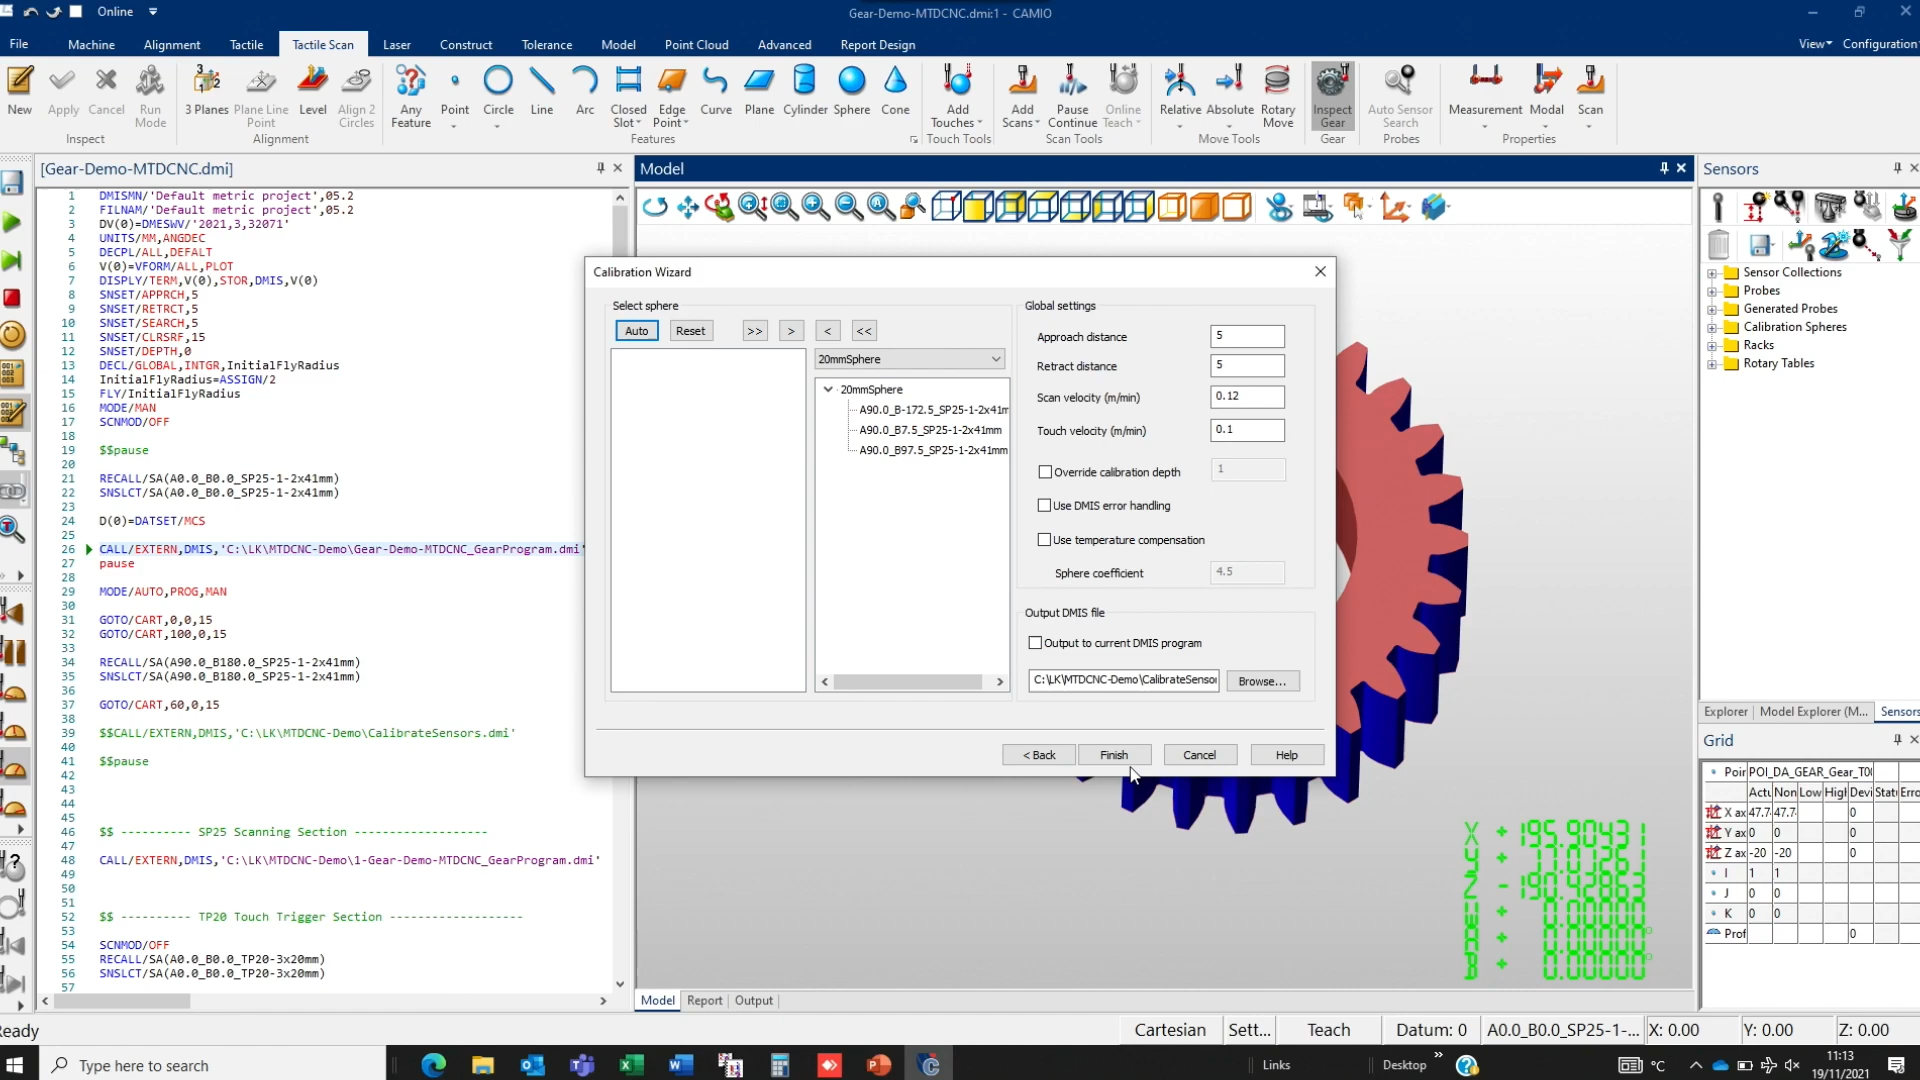 Online
Gear-Demo-MTDCNC.dmi:1 - CAMIO
File Machine Alignment Tactile Tactile Scan Laser Construct Tolerance Model Point Cloud Advanced Report Design View Configuration
New Apply Cancel Run Mode 3 Planes Plane Line Point Level Align 2 Circles Any Feature Point Circle Line Arc Closed Slot Edge Point Curve Plane Cylinder Sphere Cone Add Touches Add Scans Pause Continue Online Teach Relative Absolute Rotary Move Inspect Gear Auto Sensor Search Measurement Modal Scan
Inspect Alignment Features Touch Tools Scan Tools Move Tools Gear Probes Properties
[Gear-Demo-MTDCNC.dmi]
1 DMISMN/'Default metric project',05.2
2 FILNAM/'Default metric project',05.2
3 DV(0)=DMESWV/'2021,3,32071'
4 UNITS/MM,ANGDEC
5 DECPL/ALL,DEFALT
6 V(0)=VFORM/ALL,PLOT
7 DISPLY/TERM,V(0),STOR,DMIS,V(0)
8 SNSET/APPRCH,5
9 SNSET/RETRCT,5
10 SNSET/SEARCH,5
11 SNSET/CLRSRF,15
12 SNSET/DEPTH,0
13 DECL/GLOBAL,INTGR,InitialFlyRadius
14 InitialFlyRadius=ASSIGN/2
15 FLY/InitialFlyRadius
16 MODE/MAN
17 SCNMOD/OFF
18
19 $$pause
20
21 RECALL/SA(A0.0_B0.0_SP25-1-2x41mm)
22 SNSLCT/SA(A0.0_B0.0_SP25-1-2x41mm)
23
24 D(0)=DATSET/MCS
25
26 CALL/EXTERN,DMIS,'C:\LK\MTDCNC-Demo\Gear-Demo-MTDCNC_GearProgram.dmi'
27 pause
28
29 MODE/AUTO,PROG,MAN
30
31 GOTO/CART,0,0,15
32 GOTO/CART,100,0,15
33
34 RECALL/SA(A90.0_B180.0_SP25-1-2x41mm)
35 SNSLCT/SA(A90.0_B180.0_SP25-1-2x41mm)
36
37 GOTO/CART,60,0,15
38
39 $$CALL/EXTERN,DMIS,'C:\LK\MTDCNC-Demo\CalibrateSensors.dmi'
40
41 $$pause
42
43
44
45
46 $$ ---------- SP25 Scanning Section ------------------
47
48 CALL/EXTERN,DMIS,'C:\LK\MTDCNC-Demo\1-Gear-Demo-MTDCNC_GearProgram.dmi'
49
50
51
52 $$ ---------- TP20 Touch Trigger Section ------------------
53
54 SCNMOD/OFF
55 RECALL/SA(A0.0_B0.0_TP20-3x20mm)
56 SNSLCT/SA(A0.0_B0.0_TP20-3x20mm)
57
Model
Calibration Wizard
Select sphere
Auto Reset >> > < <<
20mmSphere
20mmSphere
A90.0_B-172.5_SP25-1-2x41m
A90.0_B7.5_SP25-1-2x41mm
A90.0_B97.5_SP25-1-2x41mm
Global settings
Approach distance 5
Retract distance 5
Scan velocity (m/min) 0.12
Touch velocity (m/min) 0.1
Override calibration depth 1
Use DMIS error handling
Use temperature compensation
Sphere coefficient 4.5
Output DMIS file
Output to current DMIS program
C:\LK\MTDCNC-Demo\CalibrateSensor Browse...
< Back Finish Cancel Help
X + 195.90431
Y + 17.01261
Z - 190.42863
+ 0.00000
+ 0.00000°
B + 0.00000°
Model Report Output
Sensors
Sensor Collections
Probes
Generated Probes
Calibration Spheres
Racks
Rotary Tables
Explorer Model Explorer (M... Sensors
Grid
Poir POI_DA_GEAR_Gear_T0
Actu Non Low High Devi Stat Erro
X ax 47.7 47.7 0
Y ax 0 0 0
Z ax -20 -20 0
I 1 1
J 0 0
K 0 0
Prof 0
Ready
Cartesian Sett... Teach Datum: 0 A0.0_B0.0_SP25-1-... X: 0.00 Y: 0.00 Z: 0.00
Type here to search
Links Desktop » °C
11:13
19/11/2021